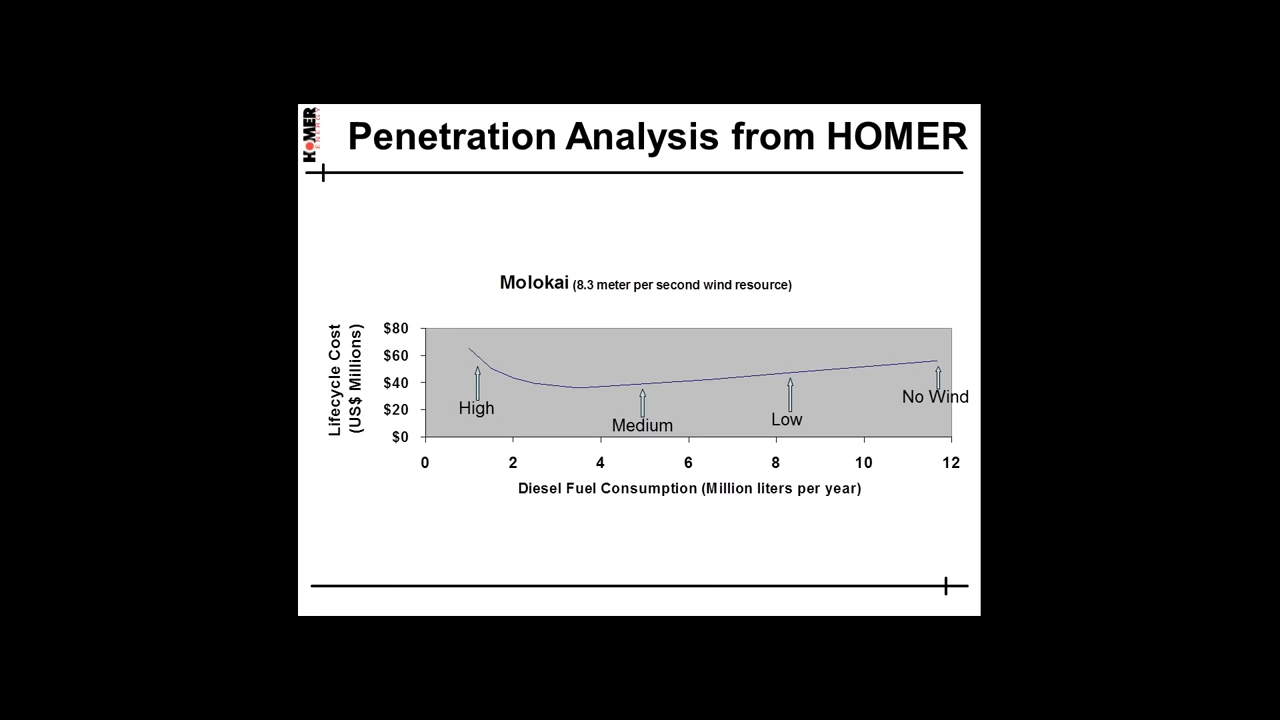 HOMER
ENERGY
Penetration Analysis from HOMER
Molokai (8.3 meter per second wind resource)
Lifecycle Cost
(US$ Millions)
$80
$60
$40
$20
$0
High
Medium
Low
No Wind
0 2 4 6 8 10 12
Diesel Fuel Consumption (Million liters per year)